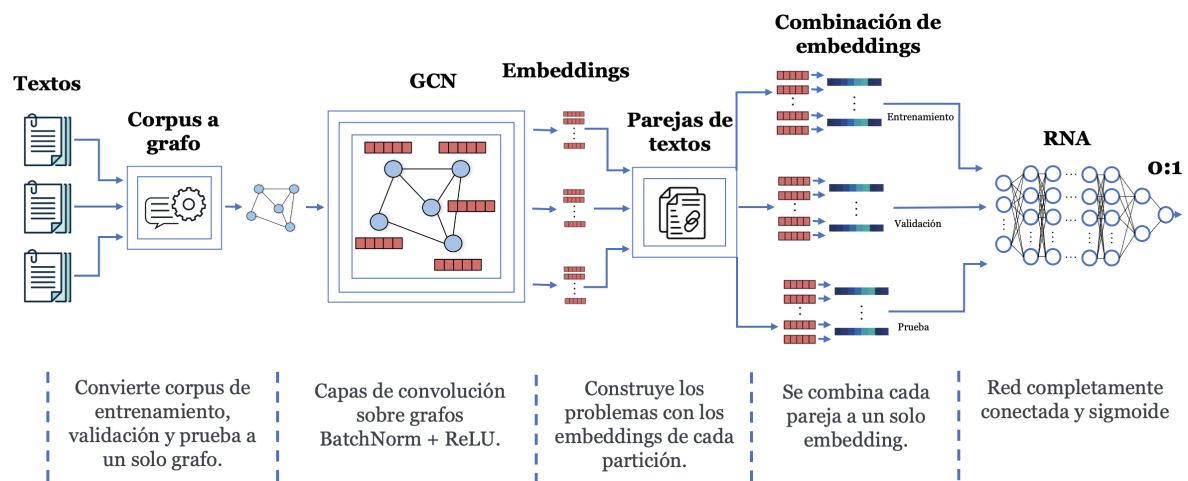 Textos
Corpus a
grafo
GCN
Embeddings
Parejas de
textos
Combinación de
embeddings
Entrenamiento
Validación
Prueba
RNA
0:1
Convierte corpus de
entrenamiento,
validación y prueba a
un solo grafo.
Capas de convolución
sobre grafos
BatchNorm + ReLU.
Construye los
problemas con los
embeddings de cada
partición.
Se combina cada
pareja a un solo
embedding.
Red completamente
conectada y sigmoide